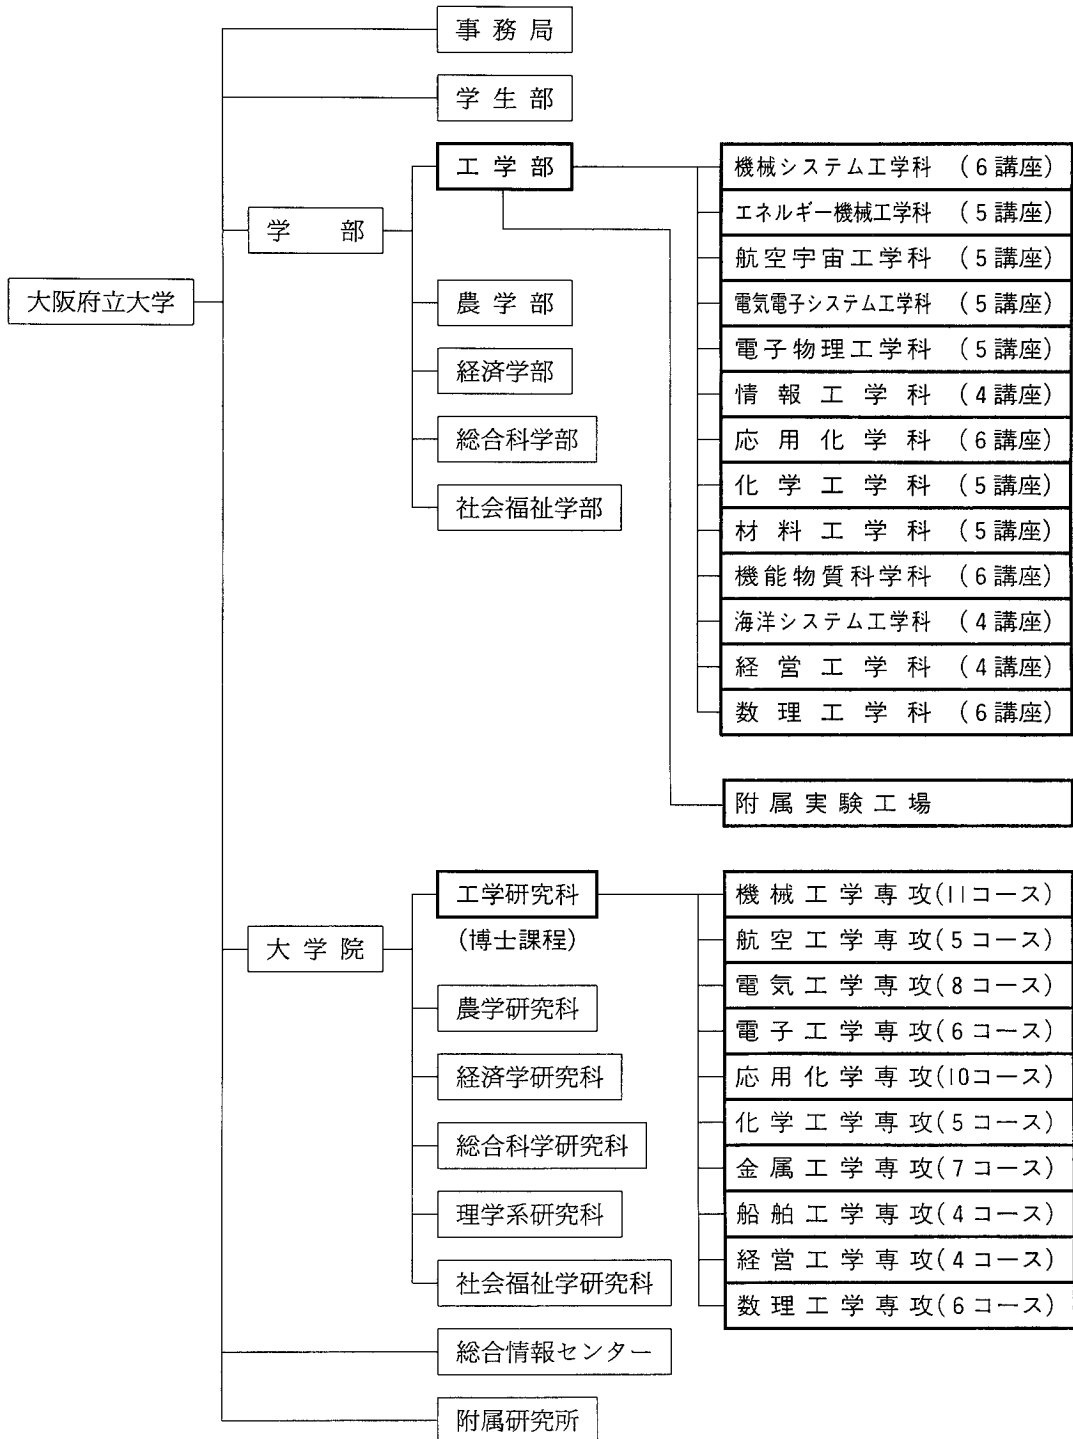 事務局
学生部
工学部
機械システム工学科 (6講座)
エネルギー機械工学科 (5講座)
学部
航空宇宙工学科 (5講座)
大阪府立大学
農学部
電気電子システム工学科 (5講座)
電子物理工学科 (5講座)
経済学部
情報工学科 (4講座)
総合科学部
応用化学科 (6講座)
化学工学科 (5講座)
社会福祉学部
材料工学科 (5講座)
機能物質科学科 (6講座)
海洋システム工学科 (4講座)
経営工学科 (4講座)
数理工学科 (6講座)
附属実験工場
工学研究科
(博士課程)
機械工学専攻(11コース)
大学院
航空工学専攻(5コース)
農学研究科
電気工学専攻(8コース)
電子工学専攻(6コース)
経済学研究科
応用化学専攻(10コース)
総合科学研究科
化学工学専攻(5コース)
金属工学専攻(7コース)
理学系研究科
船舶工学専攻(4コース)
経営工学専攻(4コース)
社会福祉学研究科
数理工学専攻(6コース)
総合情報センター
附属研究所